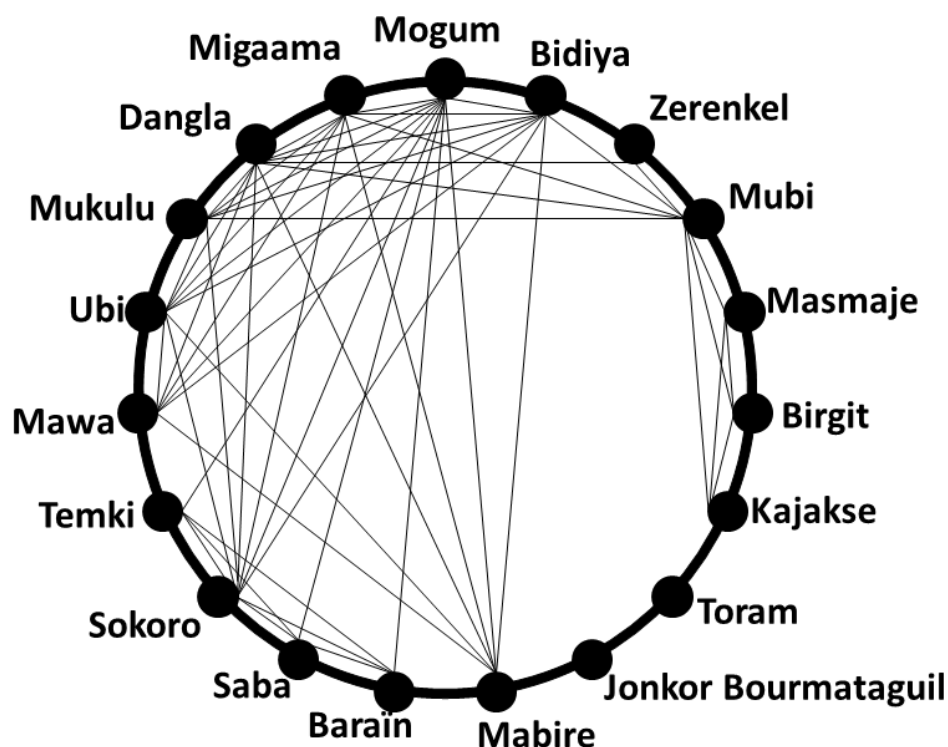 Mogum
Migaama
Bidiya
Dangla
Zerenkel
Mukulu
Mubi
Ubi
Masmaje
Mawa
Birgit
Temki
Kajakse
Sokoro
Toram
Saba
Jonkor Bourmataguil
Baraïn
Mabire